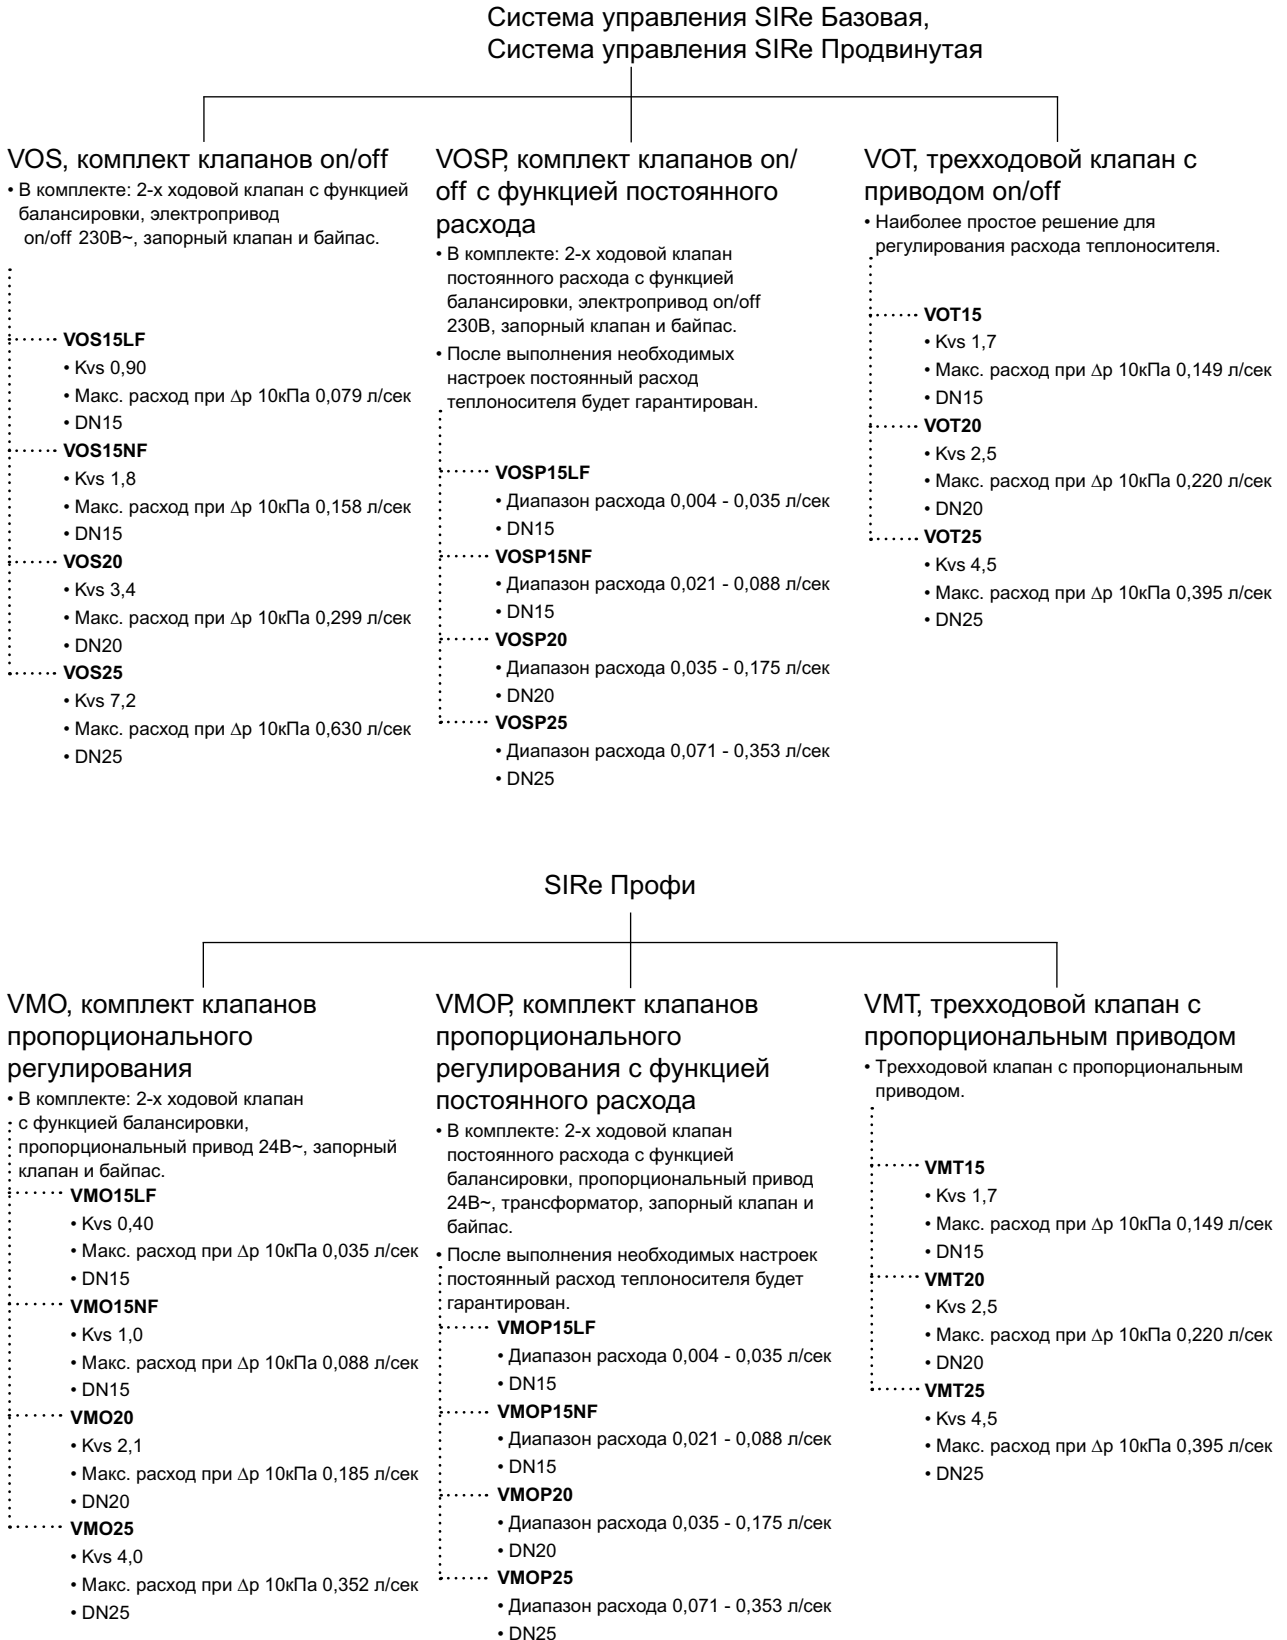 Система управления SIRe Базовая,
Система управления SIRe Продвинутая
VOS, комплект клапанов on/off
• В комплекте: 2-х ходовой клапан с функцией
балансировки, электропривод
on/off 230В~, запорный клапан и байпас.
VOS15LF
• Kvs 0,90
• Макс. расход при Δp 10кПа 0,079 л/сек
• DN15
VOS15NF
• Kvs 1,8
• Макс. расход при Δp 10кПа 0,158 л/сек
• DN15
VOS20
• Kvs 3,4
• Макс. расход при Δp 10кПа 0,299 л/сек
• DN20
VOS25
• Kvs 7,2
• Макс. расход при Δp 10кПа 0,630 л/сек
• DN25
VOSP, комплект клапанов on/
off с функцией постоянного
расхода
• В комплекте: 2-х ходовой клапан
постоянного расхода с функцией
балансировки, электропривод on/off
230В, запорный клапан и байпас.
• После выполнения необходимых
настроек постоянный расход
теплоносителя будет гарантирован.
VOSP15LF
• Диапазон расхода 0,004 - 0,035 л/сек
• DN15
VOSP15NF
• Диапазон расхода 0,021 - 0,088 л/сек
• DN15
VOSP20
• Диапазон расхода 0,035 - 0,175 л/сек
• DN20
VOSP25
• Диапазон расхода 0,071 - 0,353 л/сек
• DN25
VOT, трехходовой клапан с
приводом on/off
• Наиболее простое решение для
регулирования расхода теплоносителя.
VOT15
• Kvs 1,7
• Макс. расход при Δp 10кПа 0,149 л/сек
• DN15
VOT20
• Kvs 2,5
• Макс. расход при Δp 10кПа 0,220 л/сек
• DN20
VOT25
• Kvs 4,5
• Макс. расход при Δp 10кПа 0,395 л/сек
• DN25
SIRe Профи
VMO, комплект клапанов
пропорционального
регулирования
• В комплекте: 2-х ходовой клапан
с функцией балансировки,
пропорциональный привод 24В~, запорный
клапан и байпас.
VMO15LF
• Kvs 0,40
• Макс. расход при Δp 10кПа 0,035 л/сек
• DN15
VMO15NF
• Kvs 1,0
• Макс. расход при Δp 10кПа 0,088 л/сек
• DN15
VMO20
• Kvs 2,1
• Макс. расход при Δp 10кПа 0,185 л/сек
• DN20
VMO25
• Kvs 4,0
• Макс. расход при Δp 10кПа 0,352 л/сек
• DN25
VMOP, комплект клапанов
пропорционального
регулирования с функцией
постоянного расхода
• В комплекте: 2-х ходовой клапан
постоянного расхода с функцией
балансировки, пропорциональный привод
24В~, трансформатор, запорный клапан и
байпас.
• После выполнения необходимых настроек
постоянный расход теплоносителя будет
гарантирован.
VMOP15LF
• Диапазон расхода 0,004 - 0,035 л/сек
• DN15
VMOP15NF
• Диапазон расхода 0,021 - 0,088 л/сек
• DN15
VMOP20
• Диапазон расхода 0,035 - 0,175 л/сек
• DN20
VMOP25
• Диапазон расхода 0,071 - 0,353 л/сек
• DN25
VMT, трехходовой клапан с
пропорциональным приводом
• Трехходовой клапан с пропорциональным
приводом.
VMT15
• Kvs 1,7
• Макс. расход при Δp 10кПа 0,149 л/сек
• DN15
VMT20
• Kvs 2,5
• Макс. расход при Δp 10кПа 0,220 л/сек
• DN20
VMT25
• Kvs 4,5
• Макс. расход при Δp 10кПа 0,395 л/сек
• DN25